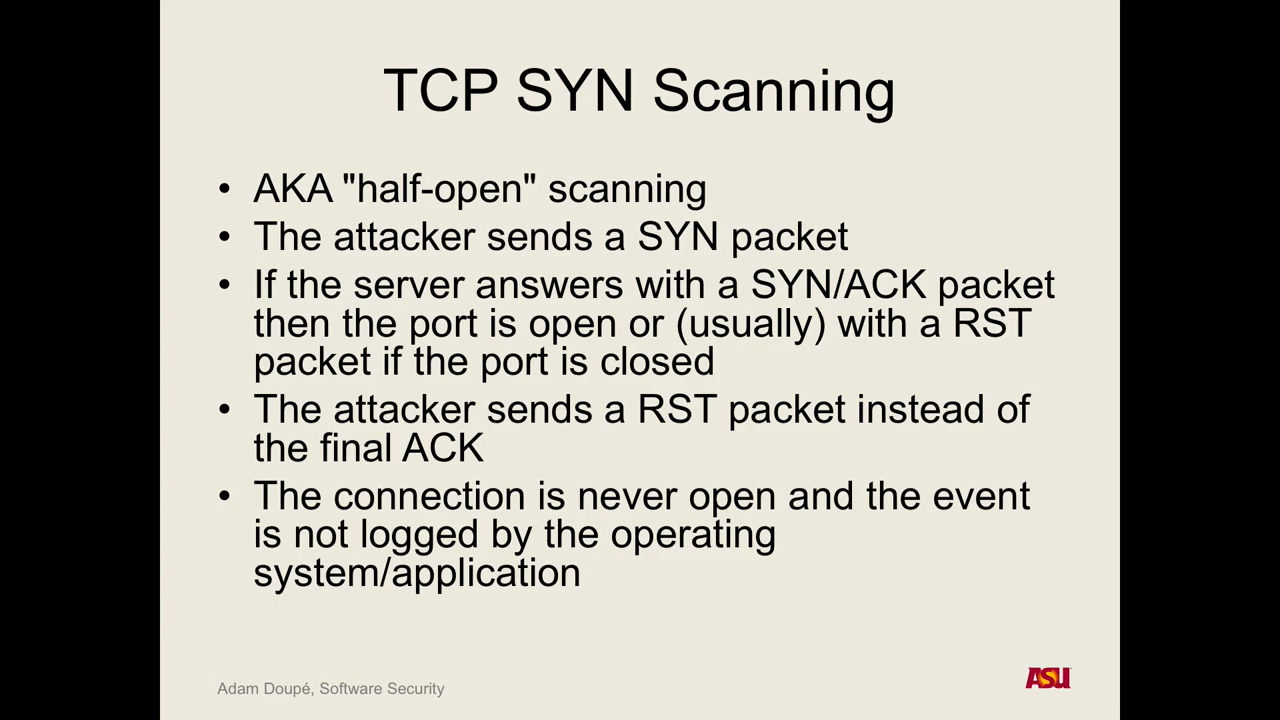 TCP SYN Scanning
• AKA "half-open" scanning
• The attacker sends a SYN packet
• If the server answers with a SYN/ACK packet
then the port is open or (usually) with a RST
packet if the port is closed
• The attacker sends a RST packet instead of
the final ACK
• The connection is never open and the event
is not logged by the operating
system/application
Adam Doupé, Software Security
ASU